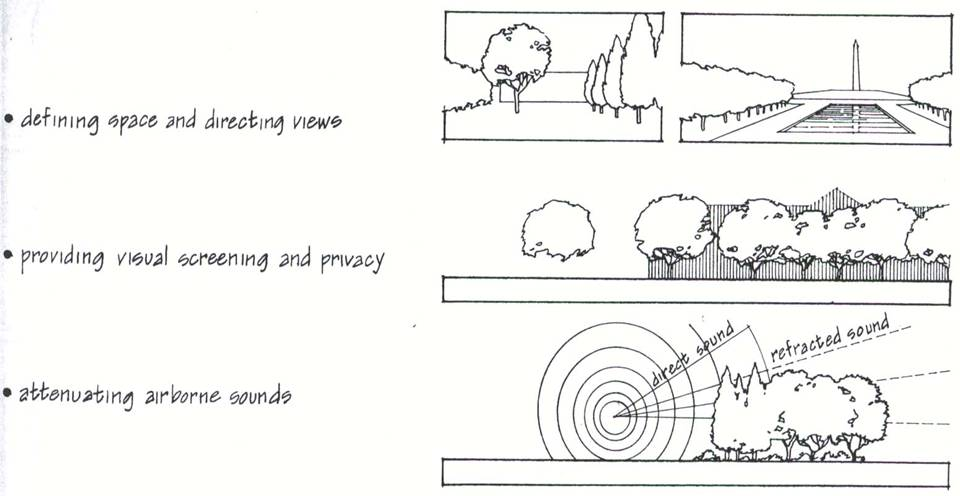 • defining space and directing views
• providing visual screening and privacy
direct sound
refracted sound
• attenuating airborne sounds